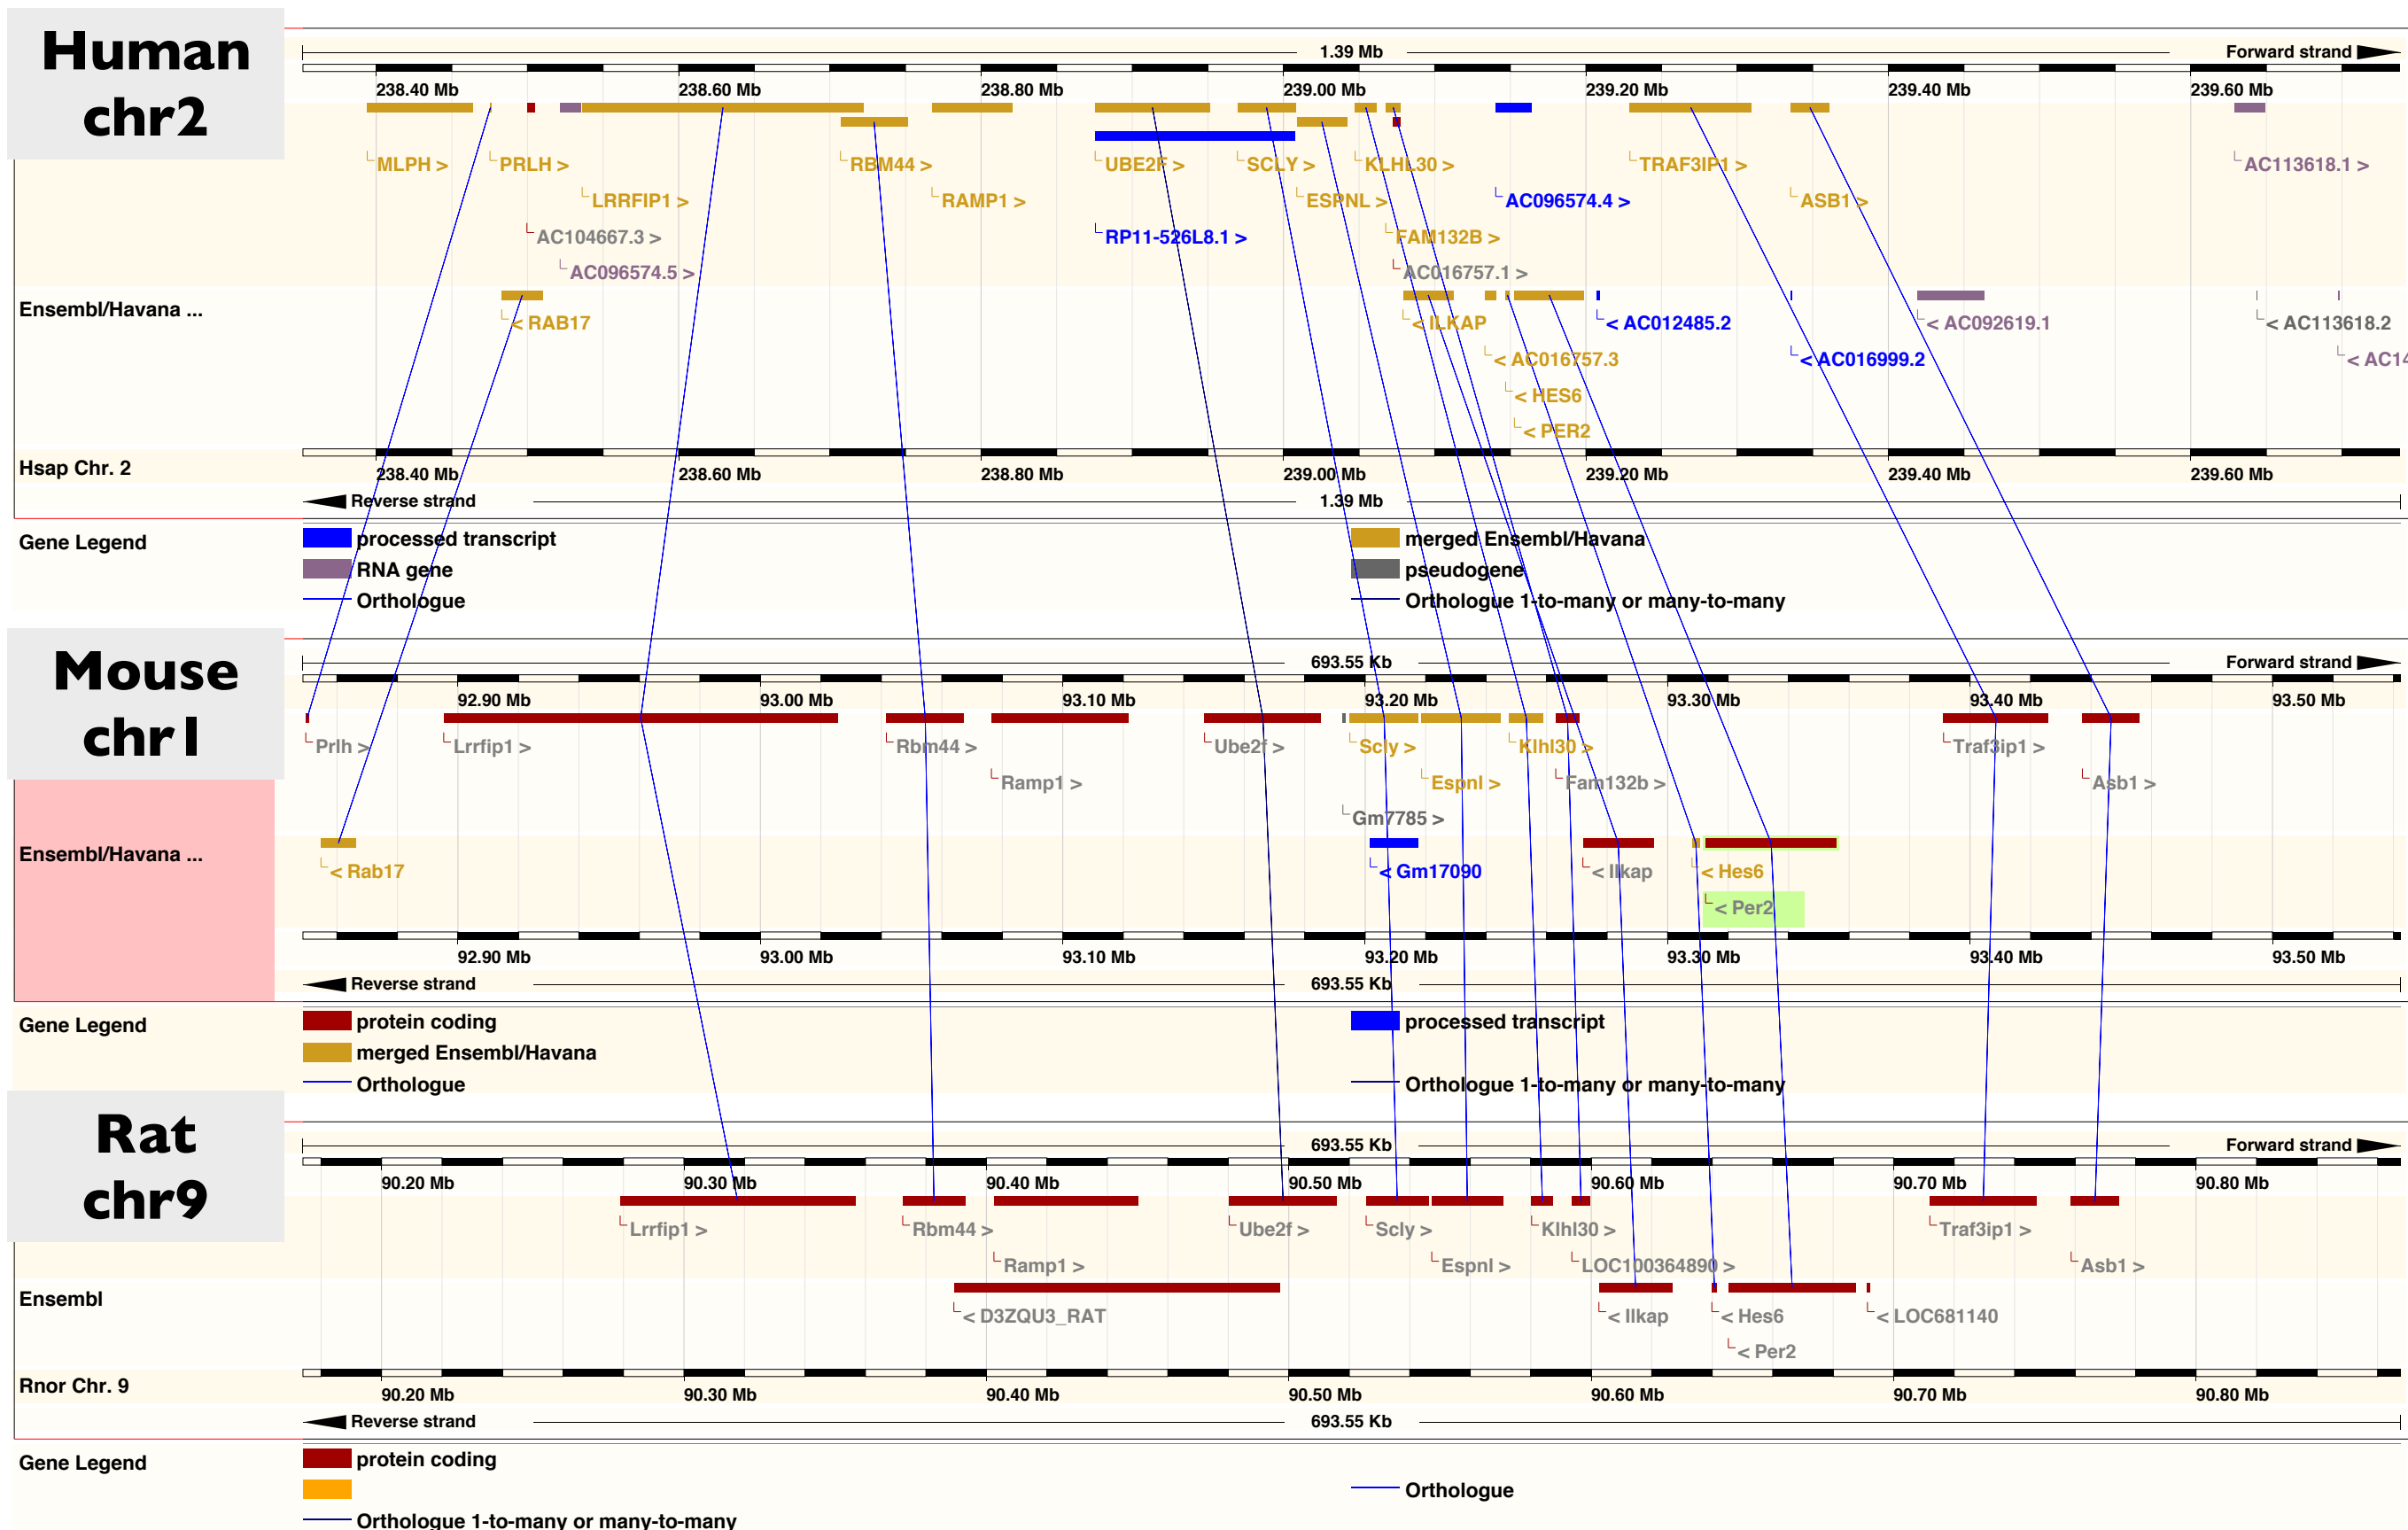 Human
chr2
1.39 Mb
Forward strand
238.40 Mb 238.60 Mb 238.80 Mb 239.00 Mb 239.20 Mb 239.40 Mb 239.60 Mb
MLPH > PRLH > RBM44 > UBE2F > SCLY > KLHL30 > TRAF3IP1 > AC113618.1 >
LRRFIP1 > RAMP1 > ESPNL > AC096574.4 > ASB1 >
AC104667.3 > RP11-526L8.1 > FAM132B >
AC096574.5 > AC016757.1 >
Ensembl/Havana ...
< RAB17 < ILKAP < AC012485.2 < AC092619.1 < AC113618.2
< AC016757.3 < AC016999.2 < AC14
< HES6
< PER2
Hsap Chr. 2
238.40 Mb 238.60 Mb 238.80 Mb 239.00 Mb 239.20 Mb 239.40 Mb 239.60 Mb
Reverse strand 1.39 Mb
Gene Legend
processed transcript merged Ensembl/Havana
RNA gene pseudogene
Orthologue Orthologue 1-to-many or many-to-many
Mouse
chr1
693.55 Kb
Forward strand
92.90 Mb 93.00 Mb 93.10 Mb 93.20 Mb 93.30 Mb 93.40 Mb 93.50 Mb
Prlh > Lrrfip1 > Rbm44 > Ube2f > Scly > Klhl30 > Traf3ip1 >
Ramp1 > Espnl > Fam132b > Asb1 >
Gm7785 >
Ensembl/Havana ...
< Rab17 < Gm17090 < Ilkap < Hes6
< Per2
92.90 Mb 93.00 Mb 93.10 Mb 93.20 Mb 93.30 Mb 93.40 Mb 93.50 Mb
Reverse strand 693.55 Kb
Gene Legend
protein coding processed transcript
merged Ensembl/Havana
Orthologue Orthologue 1-to-many or many-to-many
Rat
chr9
693.55 Kb
Forward strand
90.20 Mb 90.30 Mb 90.40 Mb 90.50 Mb 90.60 Mb 90.70 Mb 90.80 Mb
Lrrfip1 > Rbm44 > Ube2f > Scly > Klhl30 > Traf3ip1 >
Ramp1 > Espnl > LOC100364890 > Asb1 >
Ensembl
< D3ZQU3_RAT < Ilkap < Hes6 < LOC681140
< Per2
Rnor Chr. 9
90.20 Mb 90.30 Mb 90.40 Mb 90.50 Mb 90.60 Mb 90.70 Mb 90.80 Mb
Reverse strand 693.55 Kb
Gene Legend
protein coding
Orthologue
Orthologue 1-to-many or many-to-many